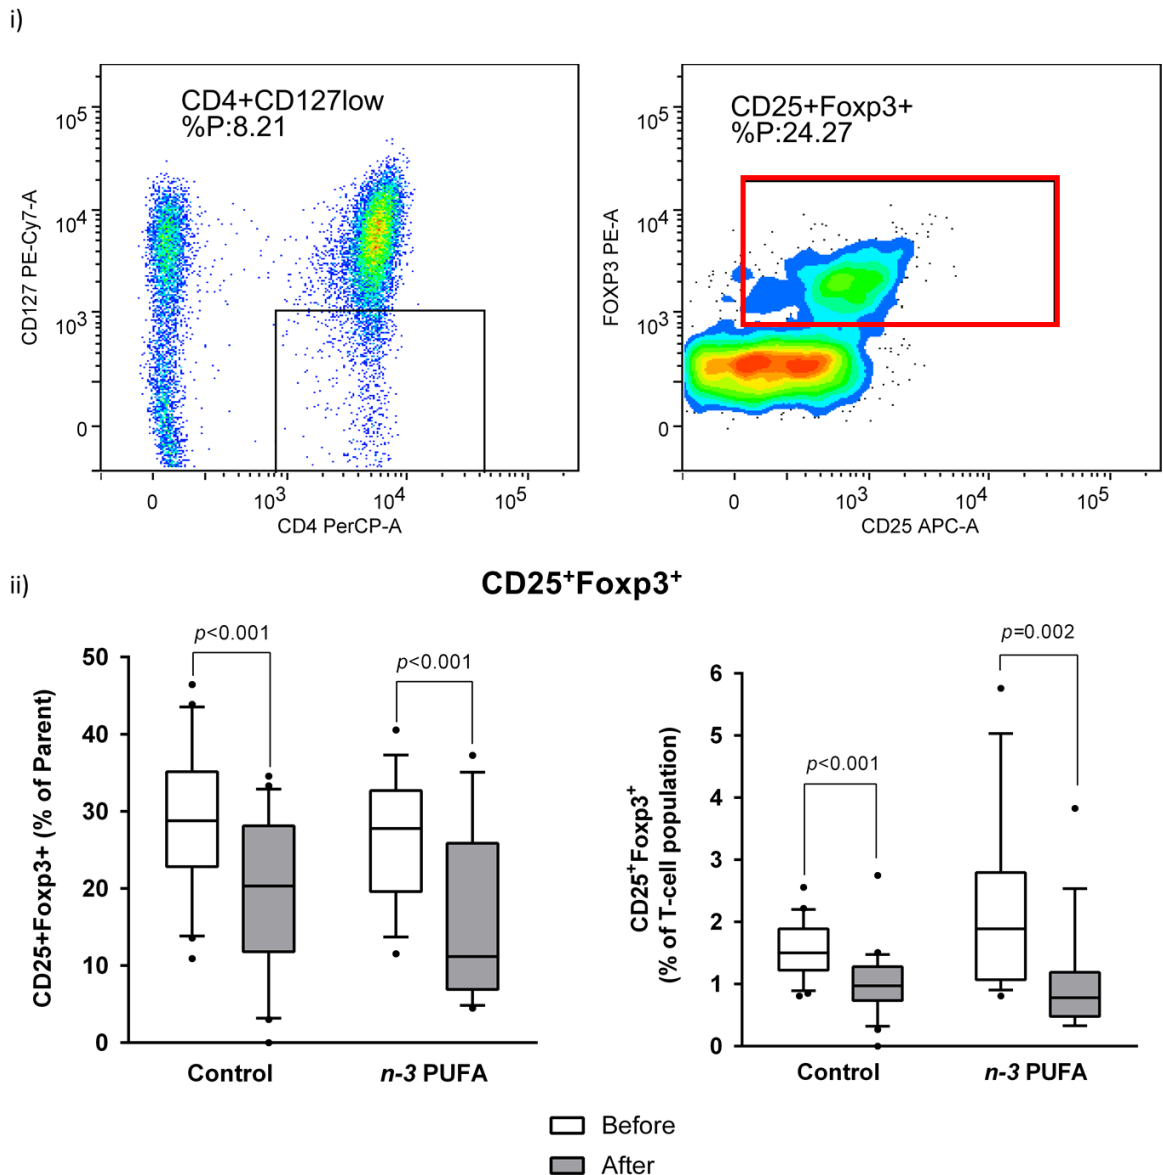 i)
CD4+CD127low
%P:8.21
10^5
10^4
10^3
0
CD127 PE-Cy7-A
0
10^3
10^4
10^5
CD4 PerCP-A
CD25+Foxp3+
%P:24.27
10^5
10^4
10^3
0
FOXP3 PE-A
0
10^3
10^4
10^5
CD25 APC-A
ii)
CD25⁺Foxp3⁺
p<0.001
p<0.001
50
40
30
20
10
0
CD25+Foxp3+ (% of Parent)
Control
n-3 PUFA
p=0.002
p<0.001
6
5
4
3
2
1
0
CD25⁺Foxp3⁺
(% of T-cell population)
Control
n-3 PUFA
Before
After